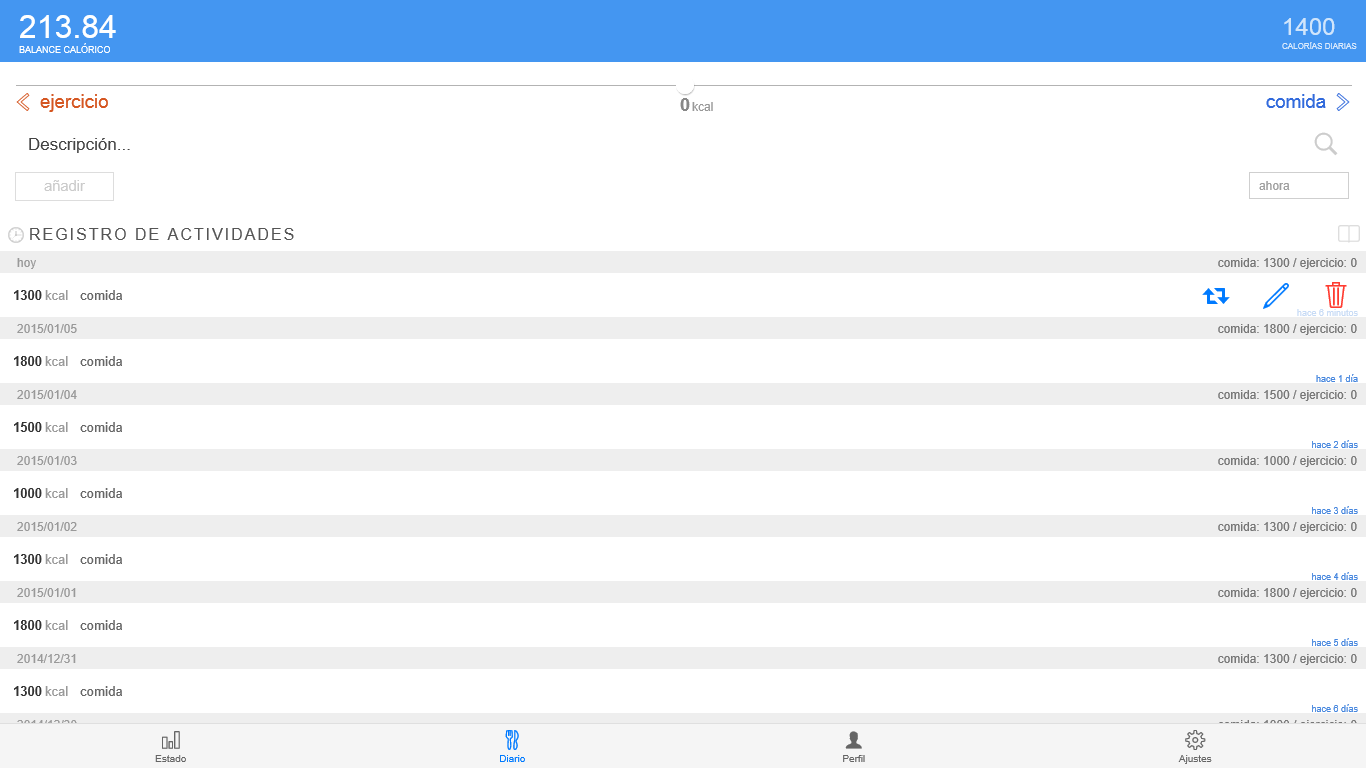 213.84
BALANCE CALÓRICO
1400
CALORÍAS DIARIAS
ejercicio
0 kcal
comida
Descripción...
añadir
ahora
REGISTRO DE ACTIVIDADES
hoy comida: 1300 / ejercicio: 0
1300 kcal comida
hace 6 minutos
2015/01/05 comida: 1800 / ejercicio: 0
1800 kcal comida
hace 1 día
2015/01/04 comida: 1500 / ejercicio: 0
1500 kcal comida
hace 2 días
2015/01/03 comida: 1000 / ejercicio: 0
1000 kcal comida
hace 3 días
2015/01/02 comida: 1300 / ejercicio: 0
1300 kcal comida
hace 4 días
2015/01/01 comida: 1800 / ejercicio: 0
1800 kcal comida
hace 5 días
2014/12/31 comida: 1300 / ejercicio: 0
1300 kcal comida
hace 6 días
Estado Diario Perfil Ajustes